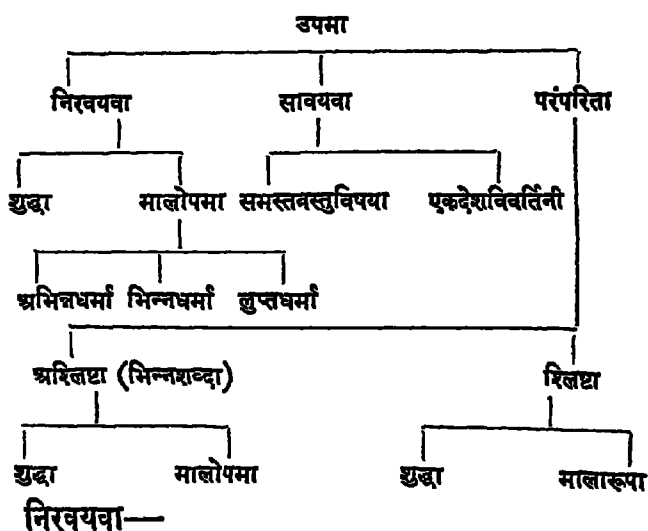 उपमा
निरवयवा सावयवा परंपरिता
शुद्धा मालोपमा समस्तवस्तुविषया एकदेशविवर्तिनी
अभिन्नधर्मा भिन्नधर्मा लुप्तधर्मा
अश्लिष्टा (भिन्नशब्दा) श्लिष्टा
शुद्धा मालोपमा शुद्धा मालारूपा
निरवयवा—